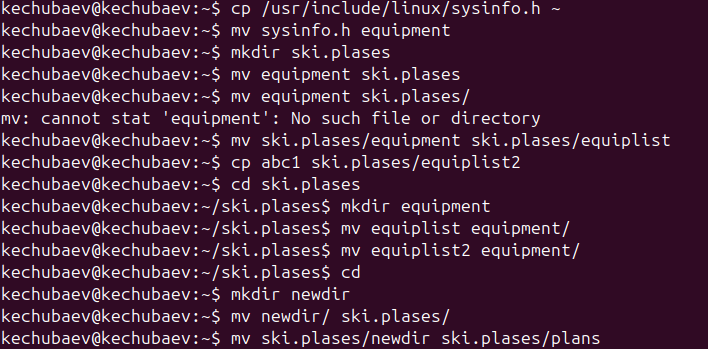 kechubaev@kechubaev:~$ cp /usr/include/linux/sysinfo.h ~
kechubaev@kechubaev:~$ mv sysinfo.h equipment
kechubaev@kechubaev:~$ mkdir ski.plases
kechubaev@kechubaev:~$ mv equipment ski.plases
kechubaev@kechubaev:~$ mv equipment ski.plases/
mv: cannot stat 'equipment': No such file or directory
kechubaev@kechubaev:~$ mv ski.plases/equipment ski.plases/equiplist
kechubaev@kechubaev:~$ cp abc1 ski.plases/equiplist2
kechubaev@kechubaev:~$ cd ski.plases
kechubaev@kechubaev:~/ski.plases$ mkdir equipment
kechubaev@kechubaev:~/ski.plases$ mv equiplist equipment/
kechubaev@kechubaev:~/ski.plases$ mv equiplist2 equipment/
kechubaev@kechubaev:~/ski.plases$ cd
kechubaev@kechubaev:~$ mkdir newdir
kechubaev@kechubaev:~$ mv newdir/ ski.plases/
kechubaev@kechubaev:~$ mv ski.plases/newdir ski.plases/plans